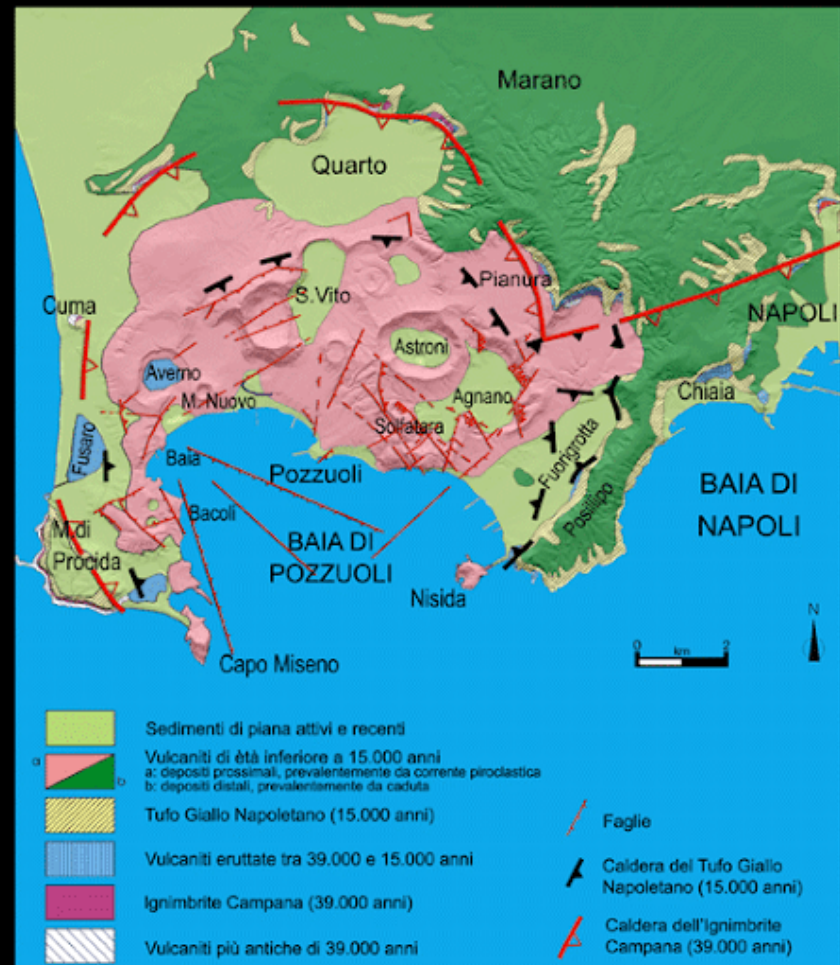 Marano
Quarto
Pianura
S.Vito
Cuma
NAPOLI
Astroni
Averno
Agnano
Chiaia
M. Nuovo
Solfatara
Fusaro
Fuorigrotta
Baia
Pozzuoli
BAIA DI
NAPOLI
Posillipo
Bacoli
M.di
Procida
BAIA DI
POZZUOLI
Nisida
Capo Miseno
N
0 km 2
Sedimenti di piana attivi e recenti
a
b
Vulcaniti di età inferiore a 15.000 anni
a: depositi prossimali, prevalentemente da corrente piroclastica
b: depositi distali, prevalentemente da caduta
Tufo Giallo Napoletano (15.000 anni)
Vulcaniti eruttate tra 39.000 e 15.000 anni
Ignimbrite Campana (39.000 anni)
Vulcaniti più antiche di 39.000 anni
Faglie
Caldera del Tufo Giallo
Napoletano (15.000 anni)
Caldera dell'Ignimbrite
Campana (39.000 anni)